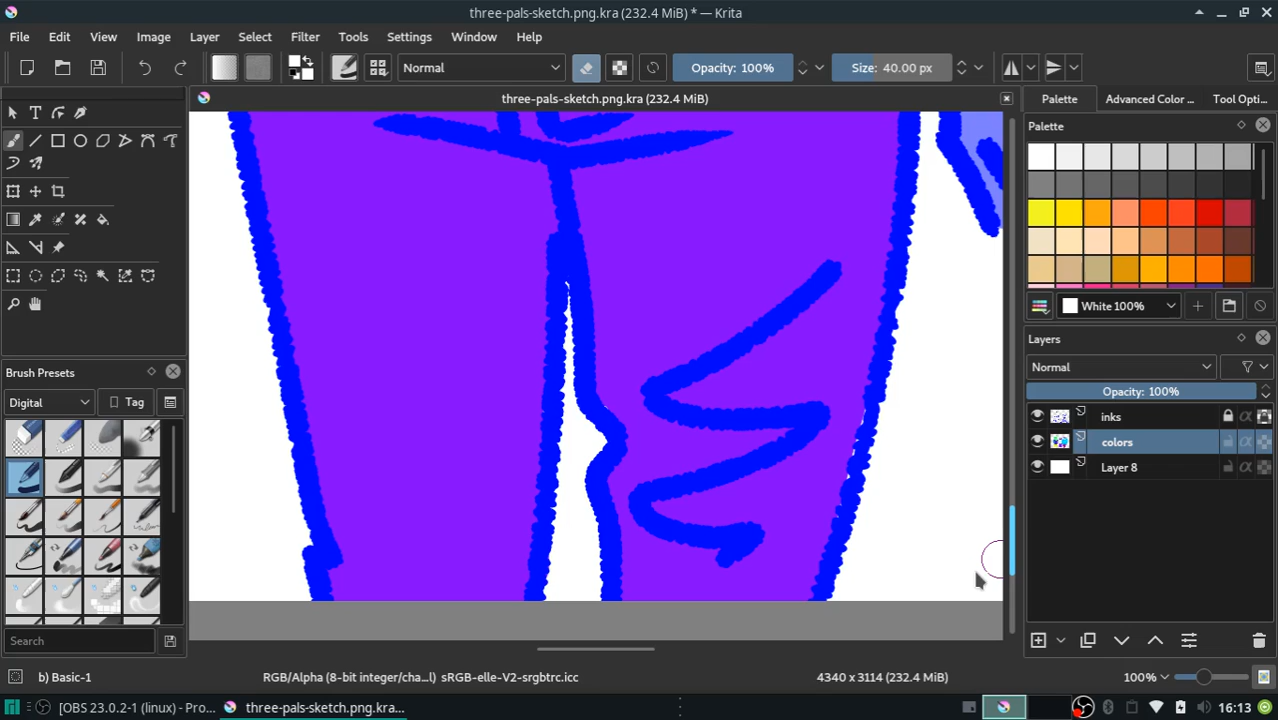 three-pals-sketch.png.kra (232.4 MiB) * — Krita
File Edit View Image Layer Select Filter Tools Settings Window Help
Normal Opacity: 100% Size: 40.00 px
three-pals-sketch.png.kra (232.4 MiB)
Palette Advanced Color ... Tool Opti...
Palette
White 100%
Layers
Normal
Opacity: 100%
inks
colors
Layer 8
Brush Presets
Digital Tag
Search
b) Basic-1 RGB/Alpha (8-bit integer/cha...l) sRGB-elle-V2-srgbtrc.icc 4340 x 3114 (232.4 MiB) 100%
[OBS 23.0.2-1 (linux) - Pro... three-pals-sketch.png.kra... 16:13